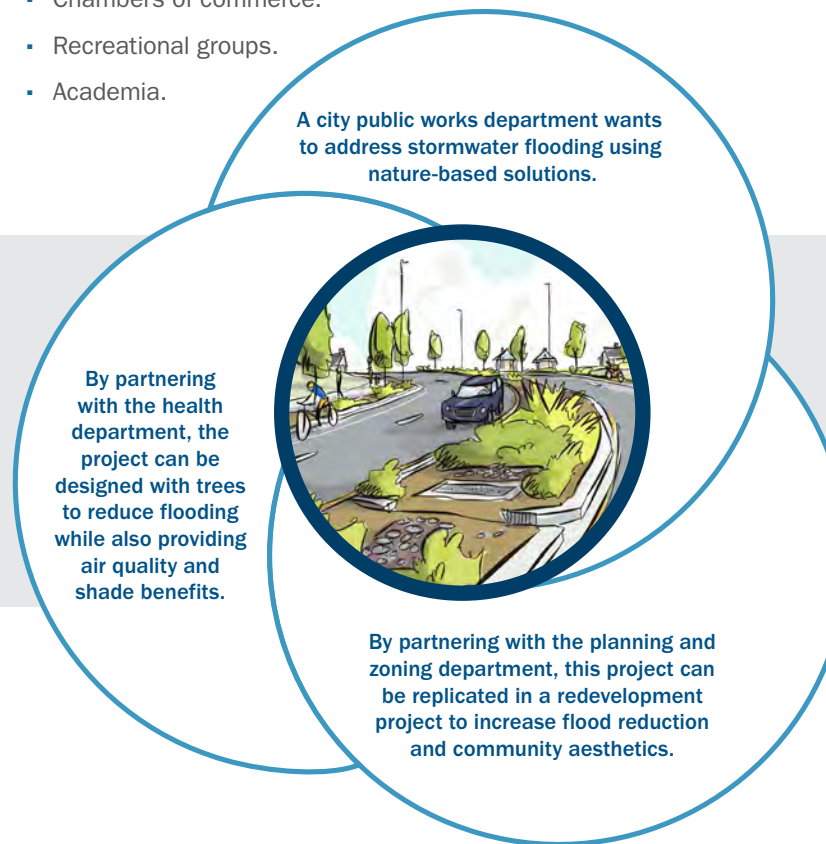 ▪ Chambers of commerce.
▪ Recreational groups.
▪ Academia.
A city public works department wants
to address stormwater flooding using
nature-based solutions.
By partnering
with the health
department, the
project can be
designed with trees
to reduce flooding
while also providing
air quality and
shade benefits.
By partnering with the planning and
zoning department, this project can
be replicated in a redevelopment
project to increase flood reduction
and community aesthetics.